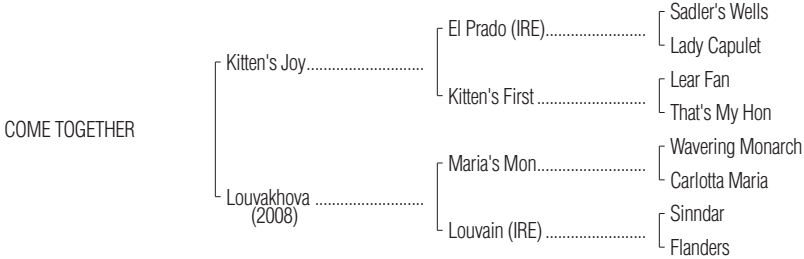 Sadler's Wells
El Prado (IRE)..........................
Lady Capulet
Kitten's Joy..............................
Lear Fan
Kitten's First ...........................
That's My Hon
COME TOGETHER
Wavering Monarch
Maria's Mon...........................
Carlotta Maria
Louvakhova ...........................
(2008)
Sinndar
Louvain (IRE) .........................
Flanders